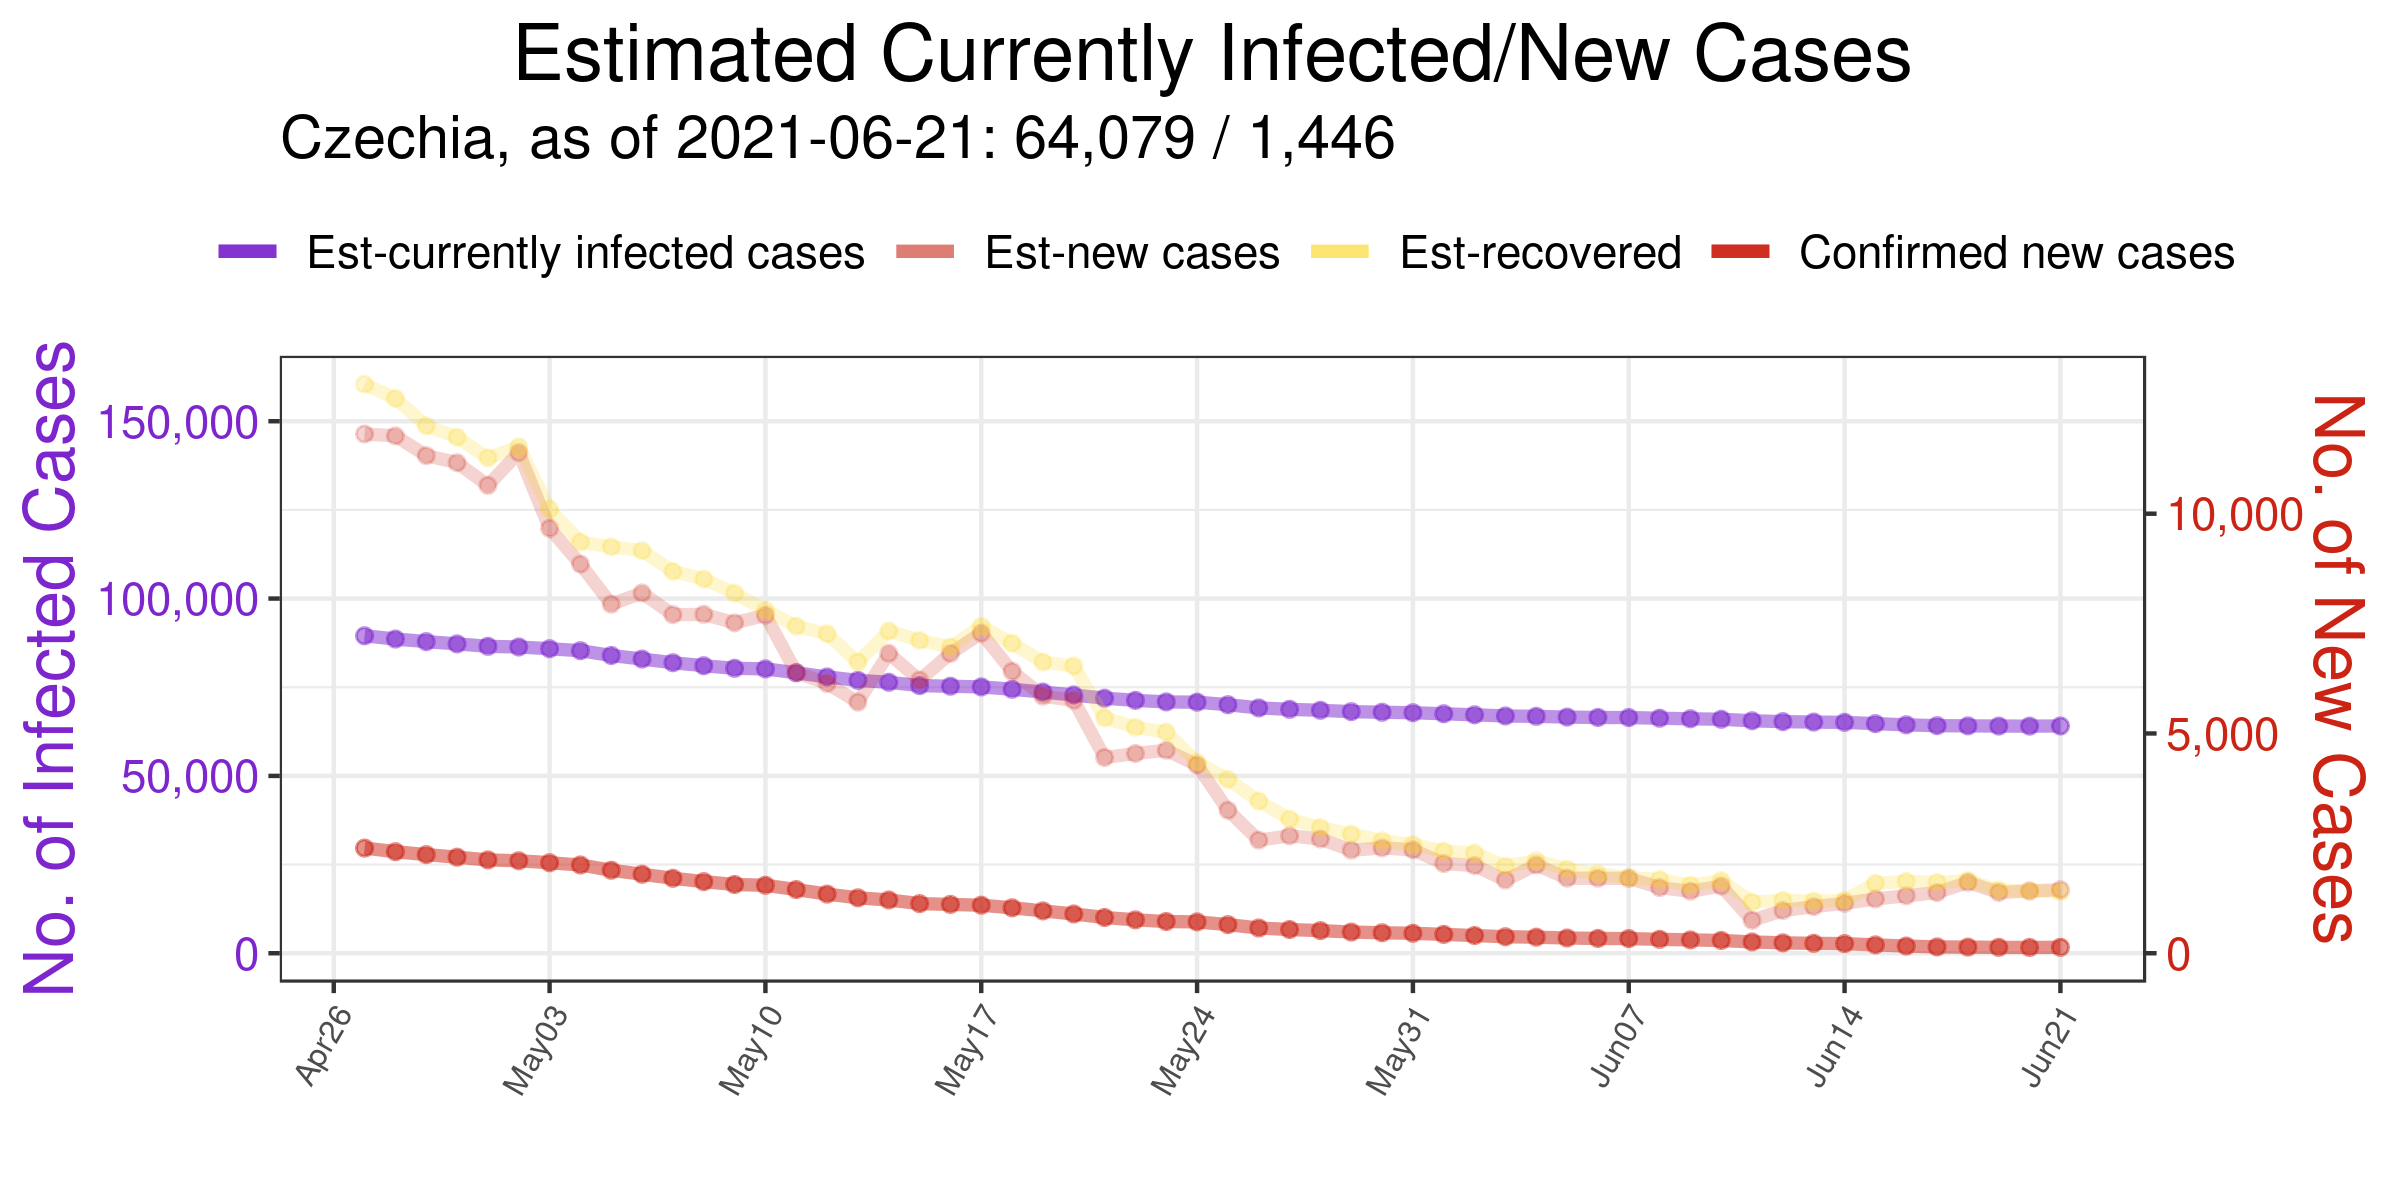 Estimated Currently Infected/New Cases
Czechia, as of 2021-06-21: 64,079 / 1,446
Est-currently infected cases Est-new cases Est-recovered Confirmed new cases
No. of Infected Cases
150,000
100,000
50,000
0
10,000
5,000
0
No. of New Cases
Apr26 May03 May10 May17 May24 May31 Jun07 Jun14 Jun21